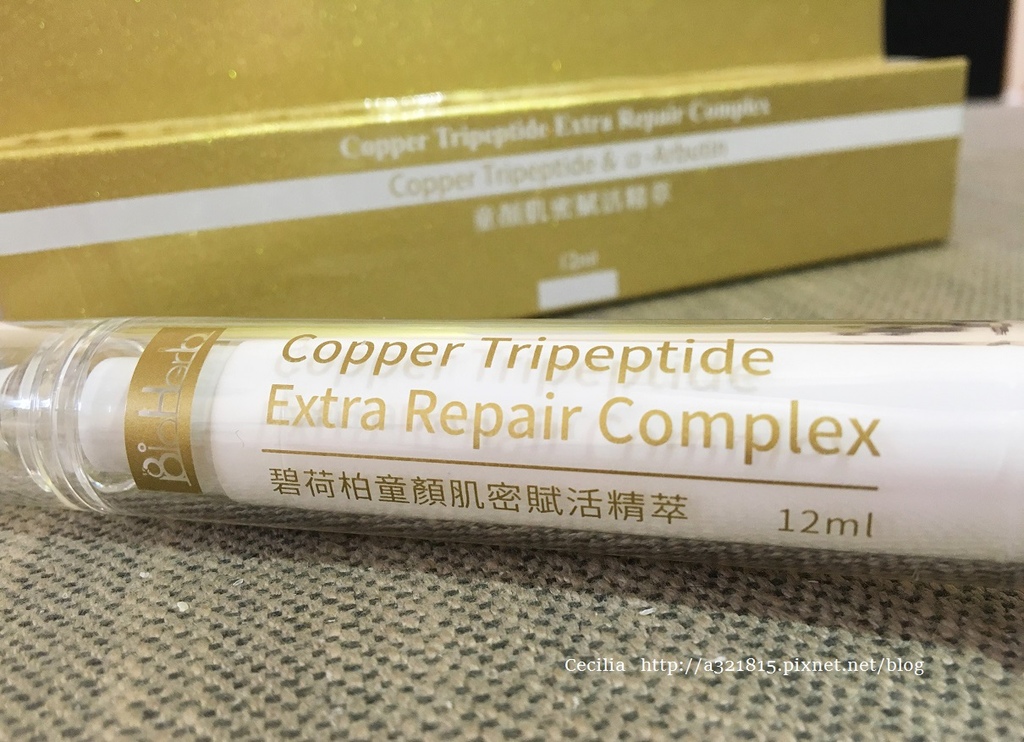 Copper Tripeptide Extra Repair Complex
Copper Tripeptide & α-Arbutin
童顏肌密賦活精萃
12ml
BioHerb
Copper Tripeptide
Extra Repair Complex
碧荷柏童顏肌密賦活精萃
12ml
Cecilia http://a321815.pixnet.net/blog